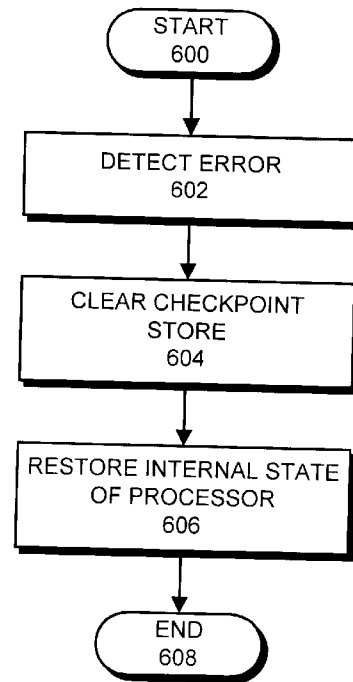 START
600
DETECT ERROR
602
CLEAR CHECKPOINT
STORE
604
RESTORE INTERNAL STATE
OF PROCESSOR
606
END
608